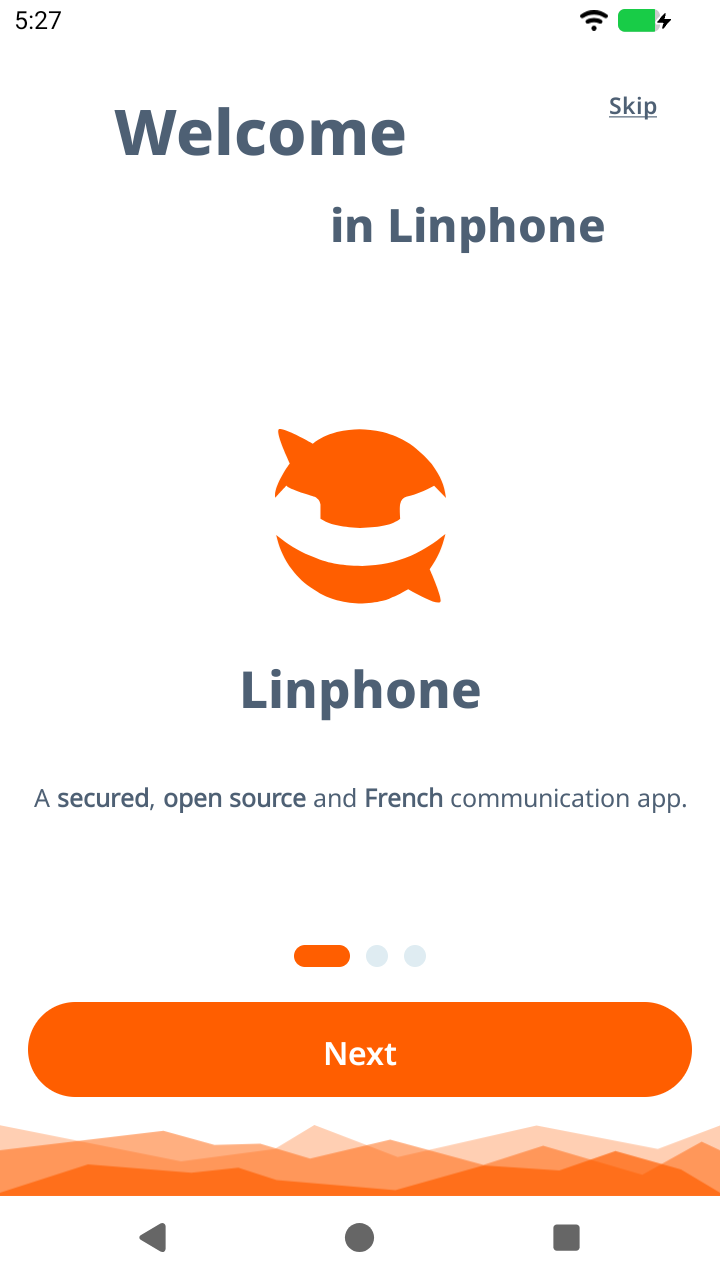 5:27
Skip
Welcome
in Linphone
Linphone
A secured, open source and French communication app.
Next